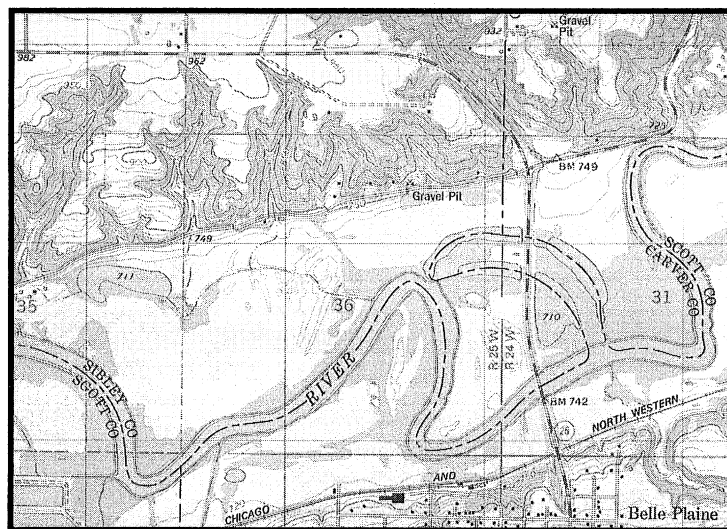 Gravel
Pit
982
962
932
BM 749
Gravel Pit
749
711
35
36
31
SCOTT CO
CARVER CO
710
R 25 W
R 24 W
SIBLEY CO
SCOTT CO
RIVER
BM 742
NORTH WESTERN
25
AND
CHICAGO
Belle Plaine